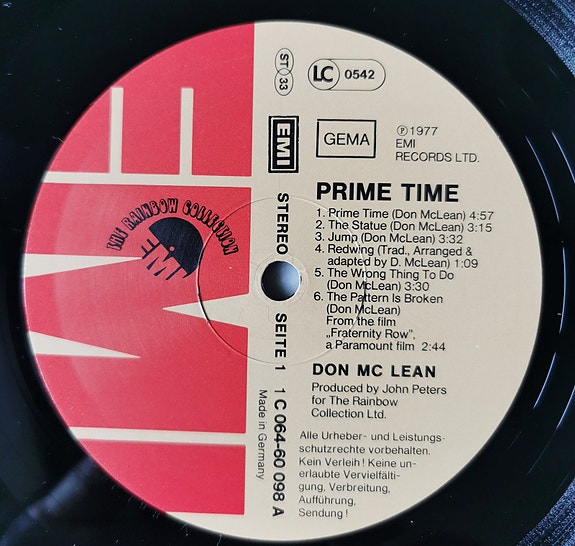 ST 33
LC 0542
EMI
GEMA
℗ 1977
EMI
RECORDS LTD.
THE RAINBOW COLLECTION
EMI
PRIME TIME
1. Prime Time (Don McLean) 4:57
2. The Statue (Don McLean) 3:15
3. Jump (Don McLean) 3:32
4. Redwing (Trad., Arranged &
adapted by D. McLean) 1:09
5. The Wrong Thing To Do
(Don McLean) 3:30
6. The Pattern Is Broken
(Don McLean)
From the film
„Fraternity Row",
a Paramount film 2:44
DON MC LEAN
Produced by John Peters
for The Rainbow
Collection Ltd.
Alle Urheber- und Leistungs-
schutzrechte vorbehalten.
Kein Verleih! Keine un-
erlaubte Vervielfälti-
gung, Verbreitung,
Aufführung,
Sendung!
STEREO SEITE 1 1 C 064-60 098 A
Made in Germany
EMI